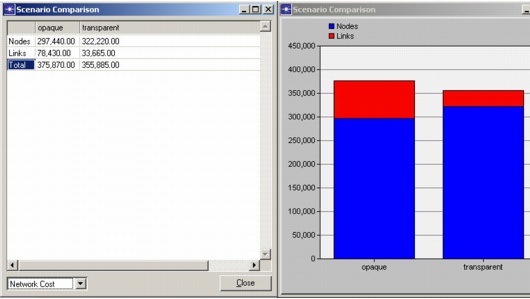 Scenario Comparison
opaque transparent
Nodes 297,440.00 322,220.00
Links 78,430.00 33,665.00
Total 375,870.00 355,885.00
Network Cost
Close
Scenario Comparison
Nodes
Links
450,000
400,000
350,000
300,000
250,000
200,000
150,000
100,000
50,000
0
opaque transparent